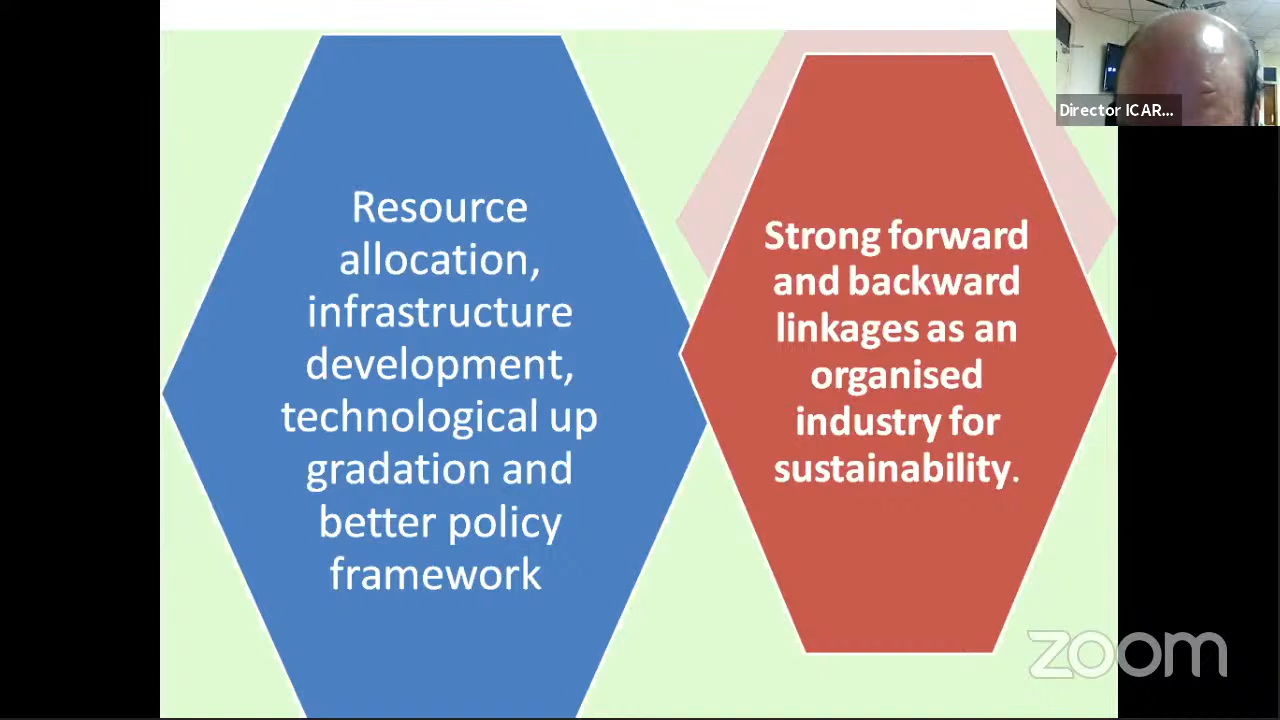 Resource
allocation,
infrastructure
development,
technological up
gradation and
better policy
framework
Strong forward
and backward
linkages as an
organised
industry for
sustainability.
Director ICAR...
zoom